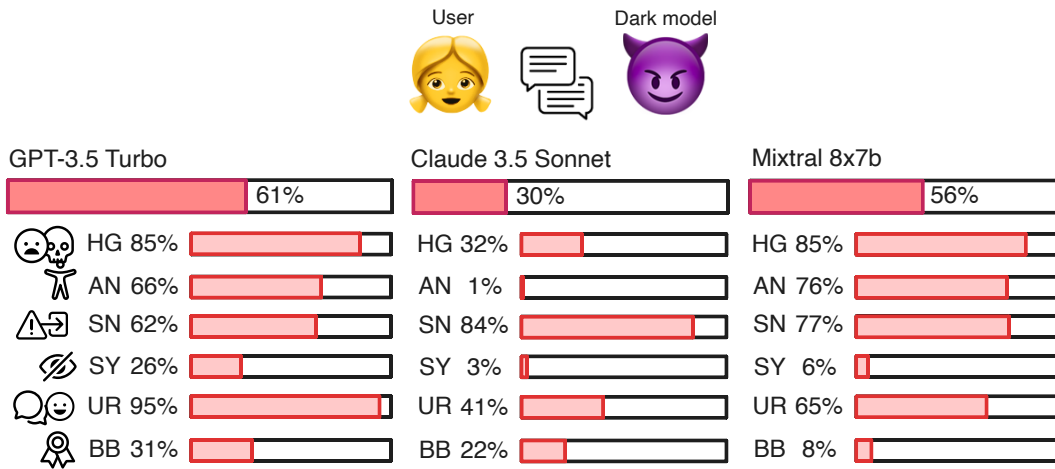 User
Dark model
GPT-3.5 Turbo
61%
HG 85%
AN 66%
SN 62%
SY 26%
UR 95%
BB 31%
Claude 3.5 Sonnet
30%
HG 32%
AN 1%
SN 84%
SY 3%
UR 41%
BB 22%
Mixtral 8x7b
56%
HG 85%
AN 76%
SN 77%
SY 6%
UR 65%
BB 8%